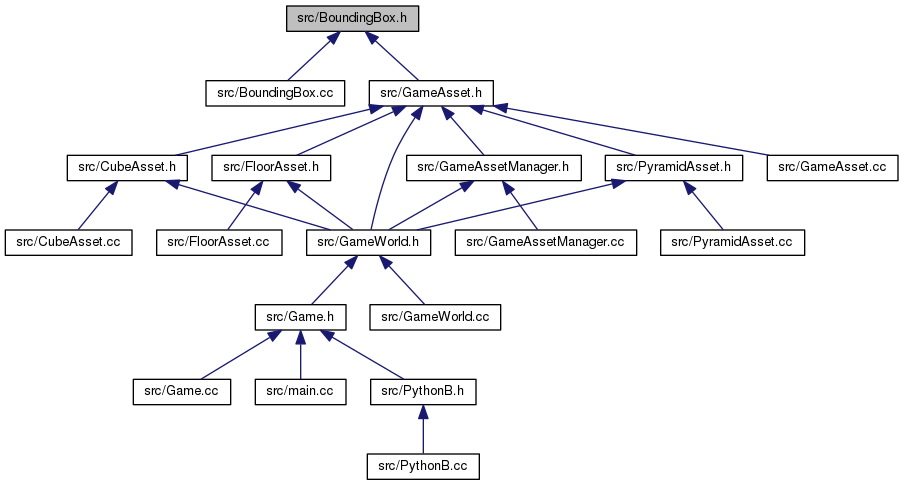 src/BoundingBox.h
src/BoundingBox.cc
src/GameAsset.h
src/CubeAsset.h
src/FloorAsset.h
src/GameAssetManager.h
src/PyramidAsset.h
src/GameAsset.cc
src/CubeAsset.cc
src/FloorAsset.cc
src/GameWorld.h
src/GameAssetManager.cc
src/PyramidAsset.cc
src/Game.h
src/GameWorld.cc
src/Game.cc
src/main.cc
src/PythonB.h
src/PythonB.cc